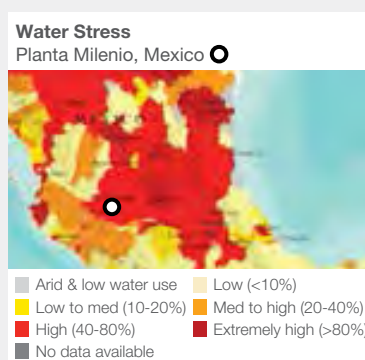 Water Stress
Planta Milenio, Mexico
Arid & low water use
Low (<10%)
Low to med (10-20%)
Med to high (20-40%)
High (40-80%)
Extremely high (>80%)
No data available